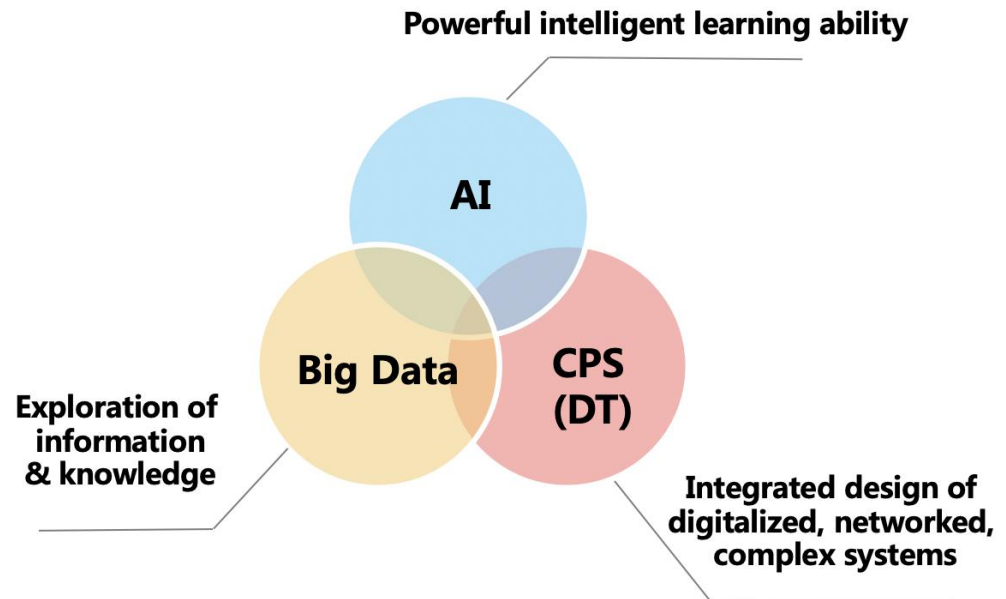 Powerful intelligent learning ability
AI
Big Data
CPS
(DT)
Exploration of
information
& knowledge
Integrated design of
digitalized, networked,
complex systems